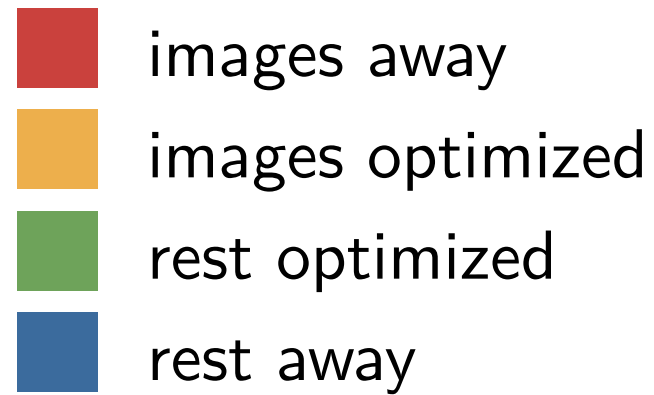 images away
images optimized
rest optimized
rest away